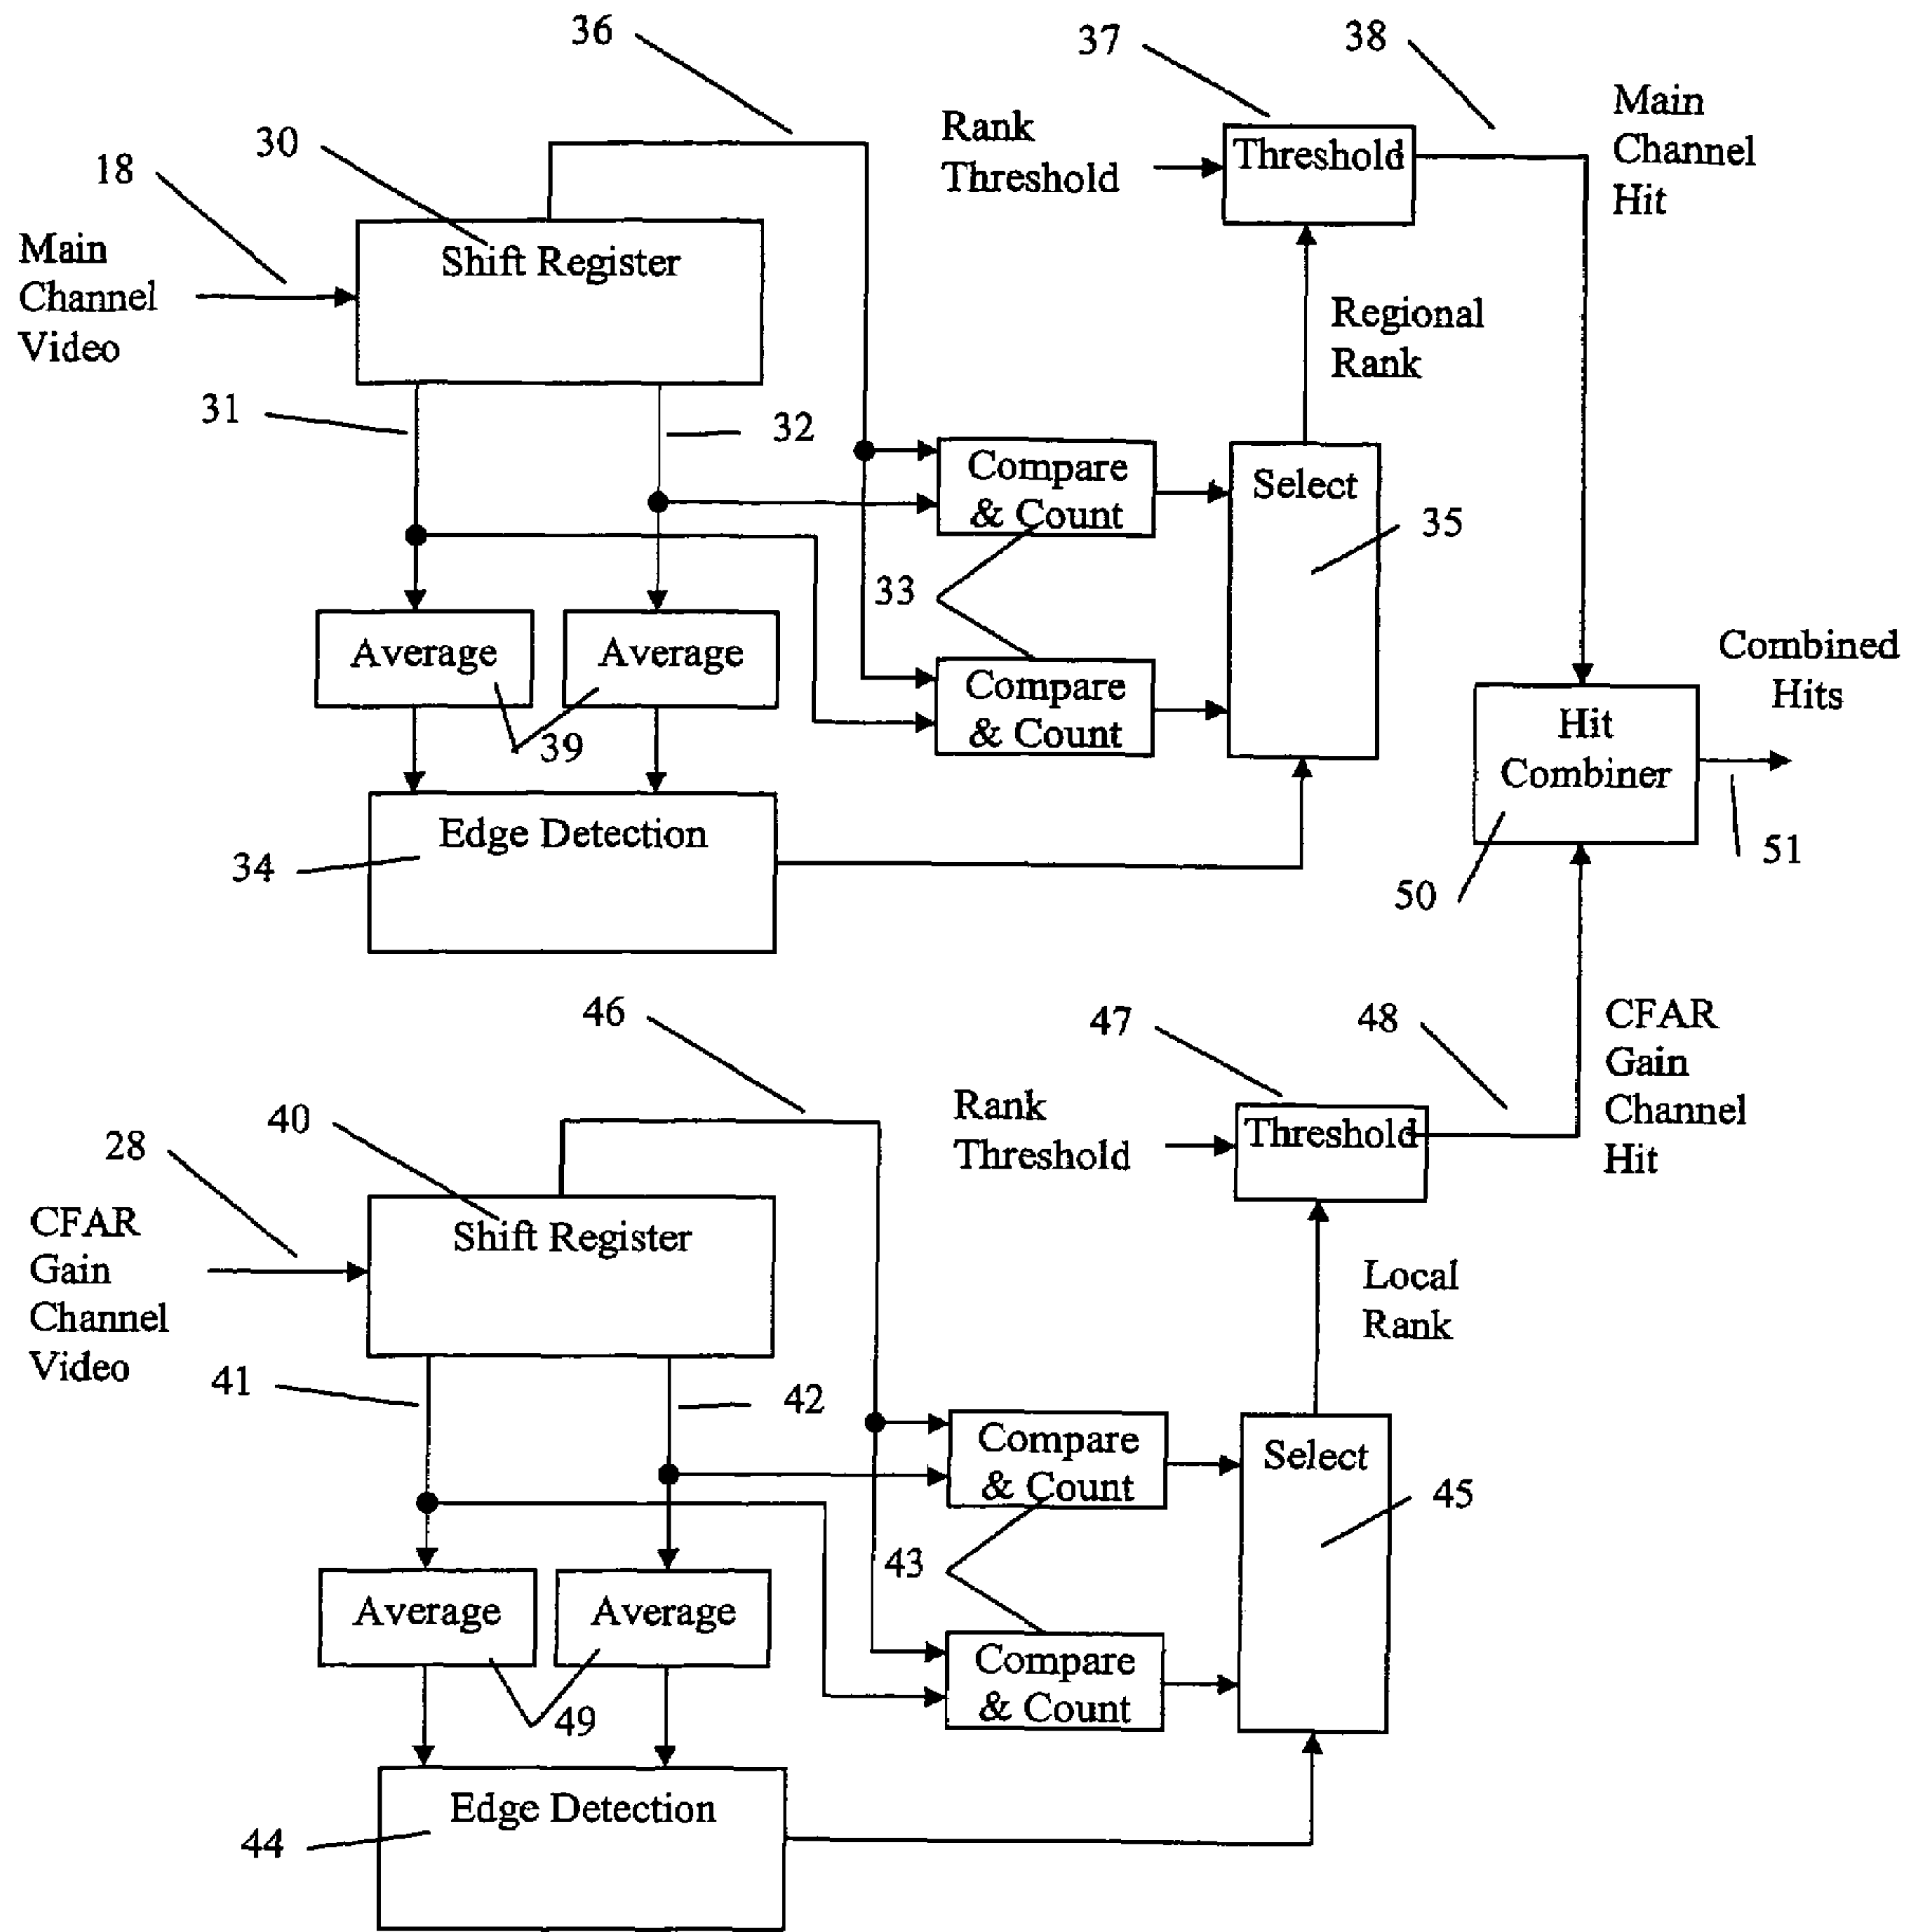 36
37
38
Main
Channel
Hit
Rank
Threshold
Threshold
30
18
Main
Channel
Video
Shift Register
Regional
Rank
31
32
Compare
& Count
Select
35
33
Average
Average
Compare
& Count
39
Combined
Hits
Hit
Combiner
Edge Detection
34
50
51
46
47
48
CFAR
Gain
Channel
Hit
Rank
Threshold
Threshold
40
28
CFAR
Gain
Channel
Video
Shift Register
Local
Rank
41
42
Compare
& Count
Select
45
43
Average
Average
Compare
& Count
49
Edge Detection
44